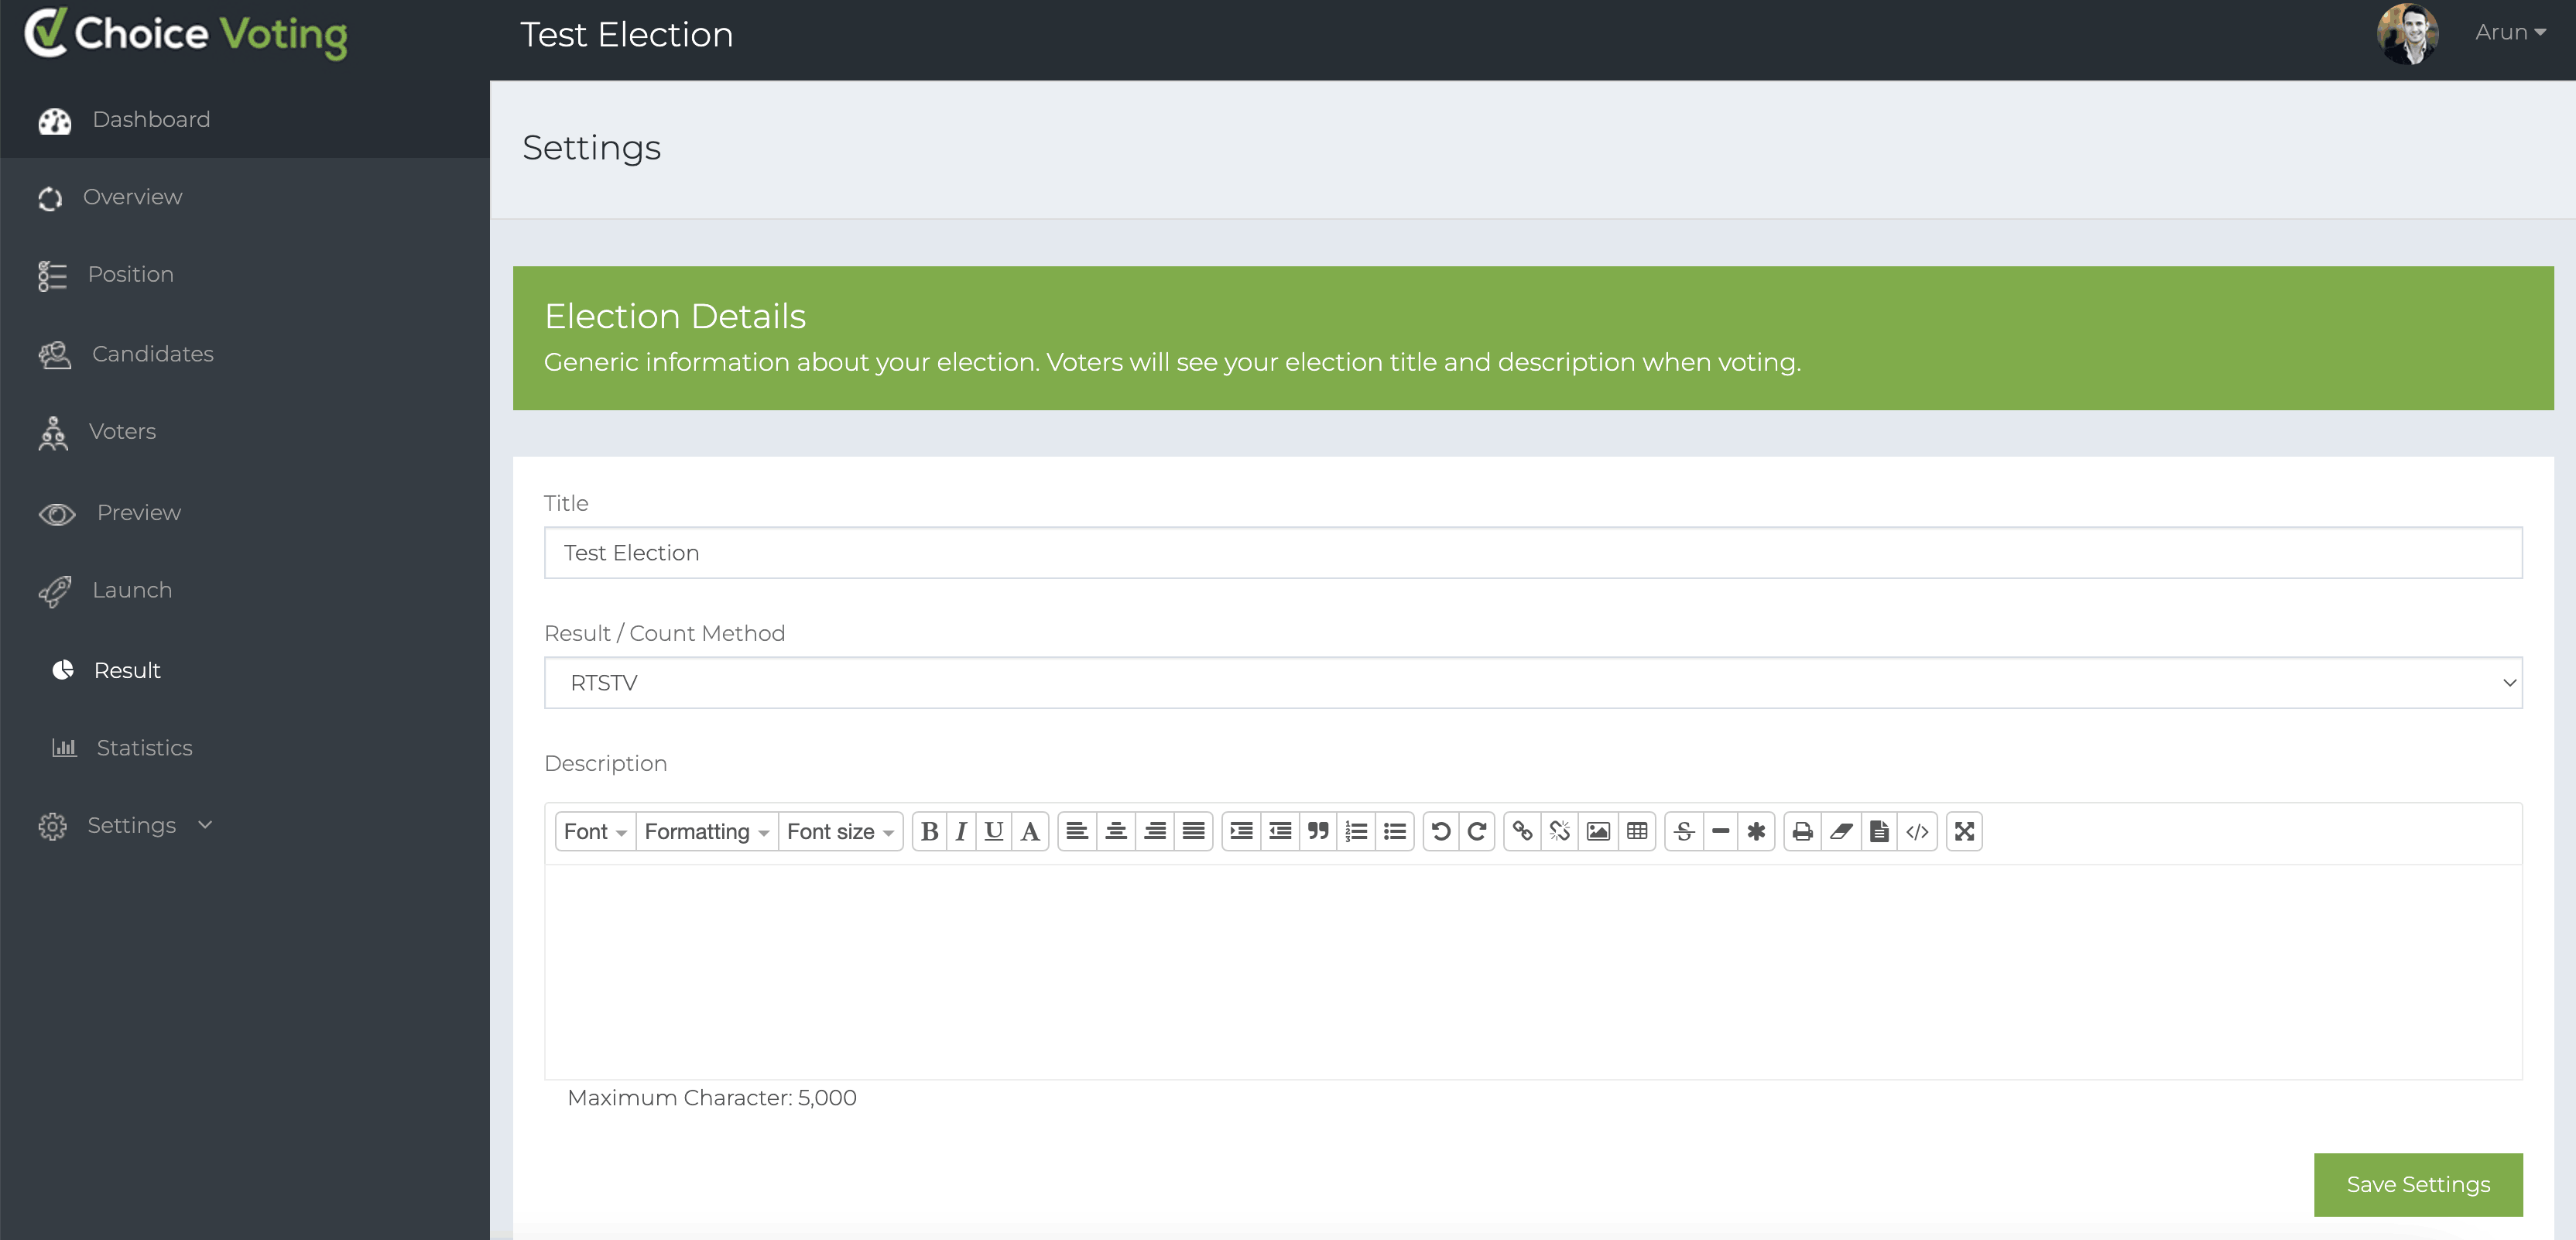 Choice Voting
Test Election
Arun
Dashboard
Overview
Position
Candidates
Voters
Preview
Launch
Result
Statistics
Settings
Settings
Election Details
Generic information about your election. Voters will see your election title and description when voting.
Title
Test Election
Result / Count Method
RTSTV
Description
Font Formatting Font size B I U A
Maximum Character: 5,000
Save Settings